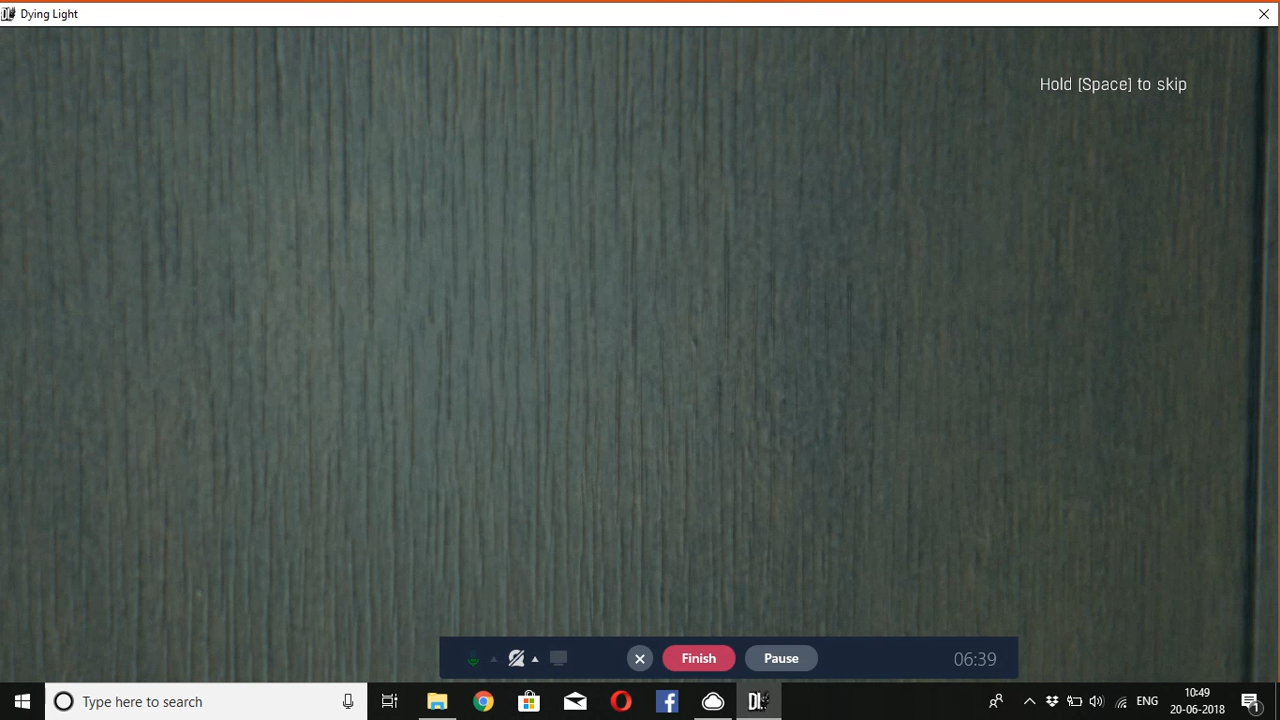 Dying Light
Hold [Space] to skip
Finish
Pause
06:39
Type here to search
ENG
10:49
20-06-2018
1